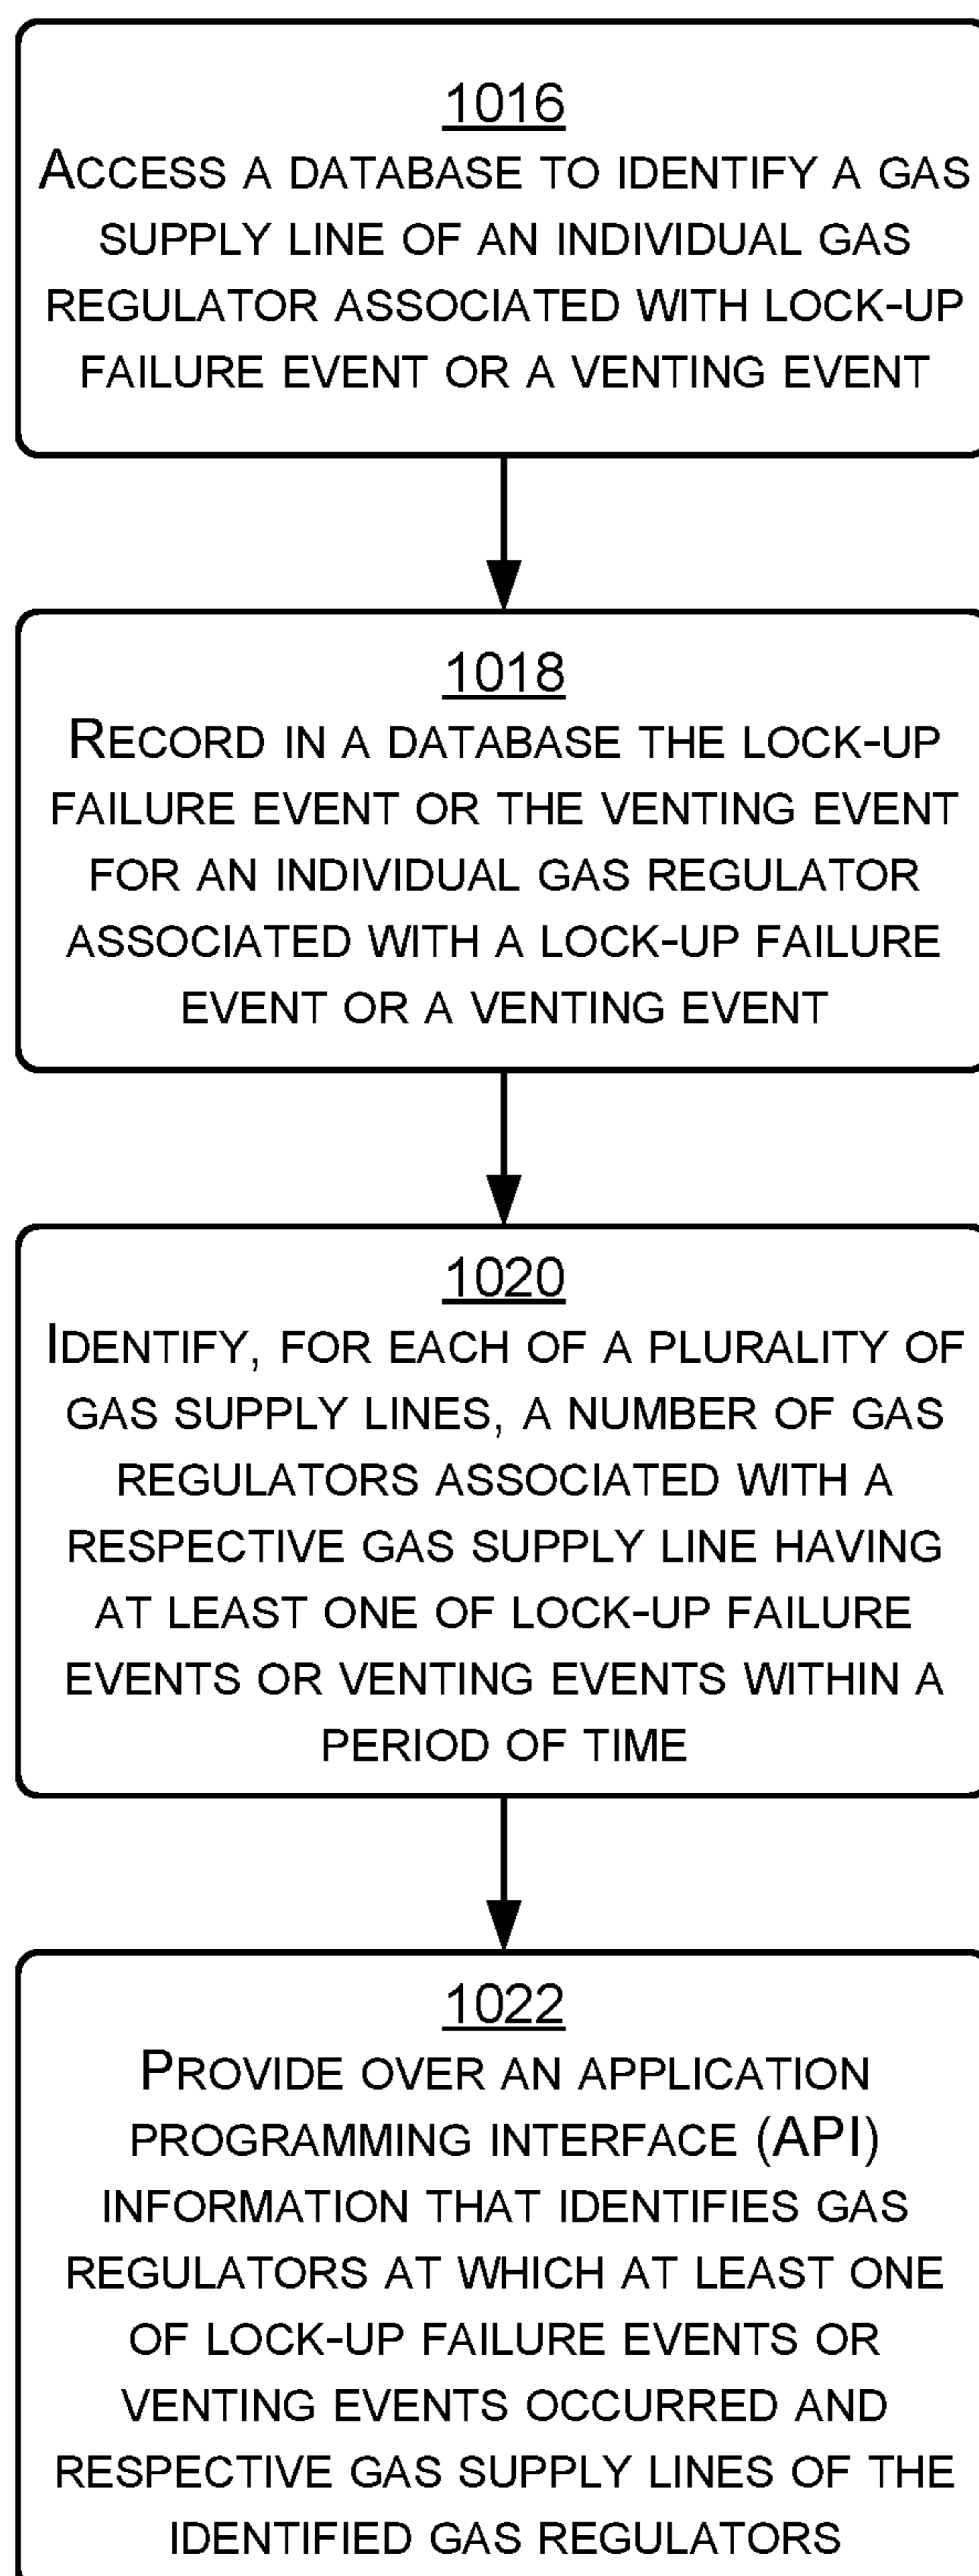 1016
ACCESS A DATABASE TO IDENTIFY A GAS
SUPPLY LINE OF AN INDIVIDUAL GAS
REGULATOR ASSOCIATED WITH LOCK-UP
FAILURE EVENT OR A VENTING EVENT
1018
RECORD IN A DATABASE THE LOCK-UP
FAILURE EVENT OR THE VENTING EVENT
FOR AN INDIVIDUAL GAS REGULATOR
ASSOCIATED WITH A LOCK-UP FAILURE
EVENT OR A VENTING EVENT
1020
IDENTIFY, FOR EACH OF A PLURALITY OF
GAS SUPPLY LINES, A NUMBER OF GAS
REGULATORS ASSOCIATED WITH A
RESPECTIVE GAS SUPPLY LINE HAVING
AT LEAST ONE OF LOCK-UP FAILURE
EVENTS OR VENTING EVENTS WITHIN A
PERIOD OF TIME
1022
PROVIDE OVER AN APPLICATION
PROGRAMMING INTERFACE (API)
INFORMATION THAT IDENTIFIES GAS
REGULATORS AT WHICH AT LEAST ONE
OF LOCK-UP FAILURE EVENTS OR
VENTING EVENTS OCCURRED AND
RESPECTIVE GAS SUPPLY LINES OF THE
IDENTIFIED GAS REGULATORS